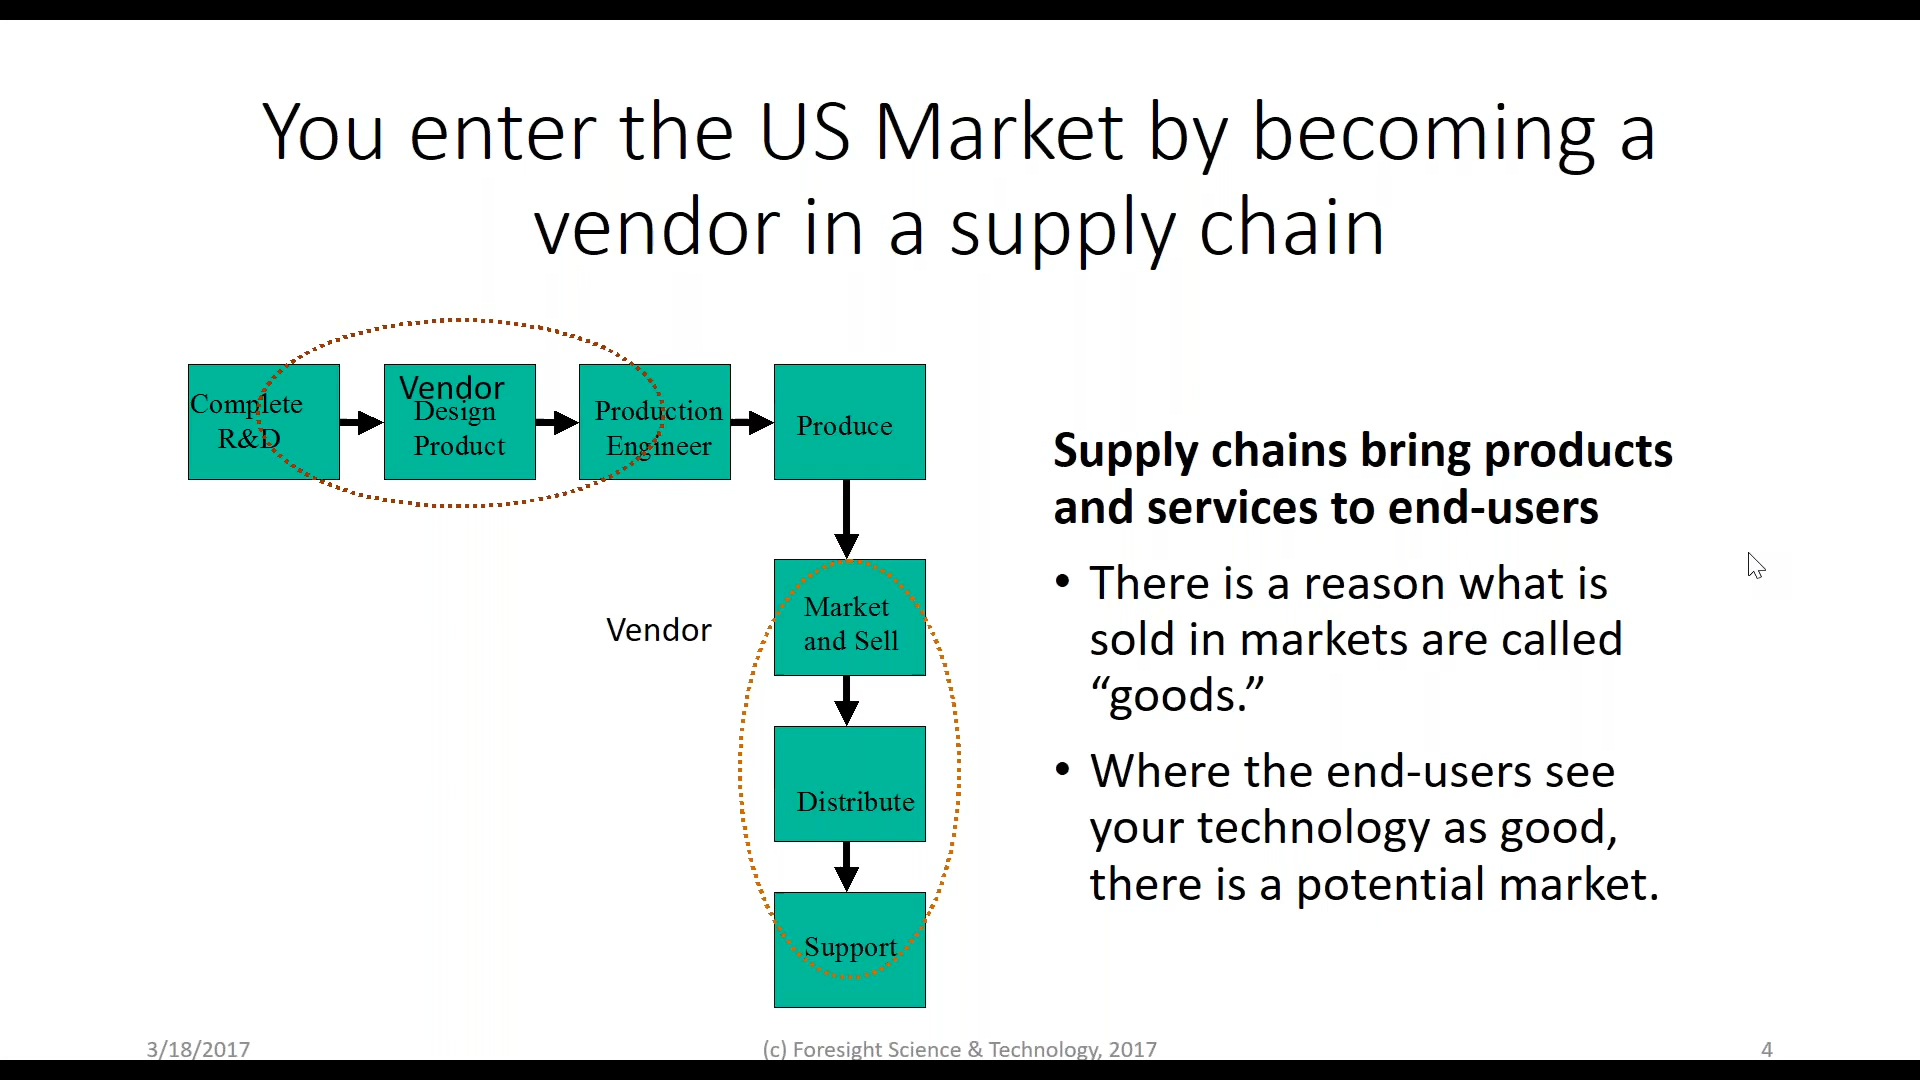 You enter the US Market by becoming a
vendor in a supply chain
Complete
R&D
Vendor
Design
Product
Production
Engineer
Produce
Vendor
Market
and Sell
Distribute
Support
Supply chains bring products
and services to end-users
• There is a reason what is
sold in markets are called
“goods.”
• Where the end-users see
your technology as good,
there is a potential market.
3/18/2017
(c) Foresight Science & Technology, 2017
4